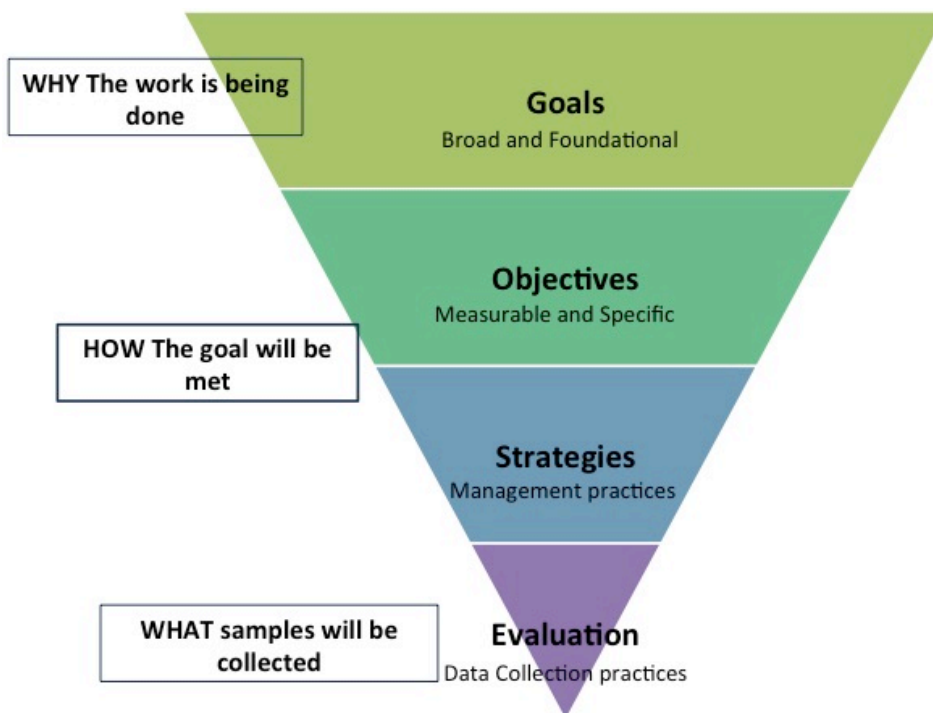 WHY The work is being
done
Goals
Broad and Foundational
Objectives
Measurable and Specific
HOW The goal will be
met
Strategies
Management practices
WHAT samples will be
collected
Evaluation
Data Collection practices